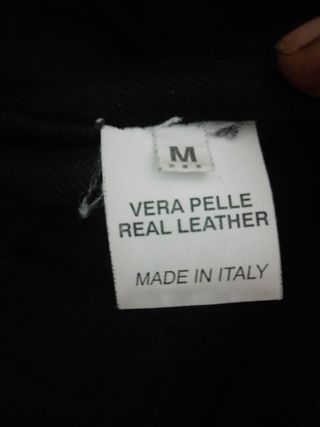 M
VERA PELLE
REAL LEATHER
MADE IN ITALY